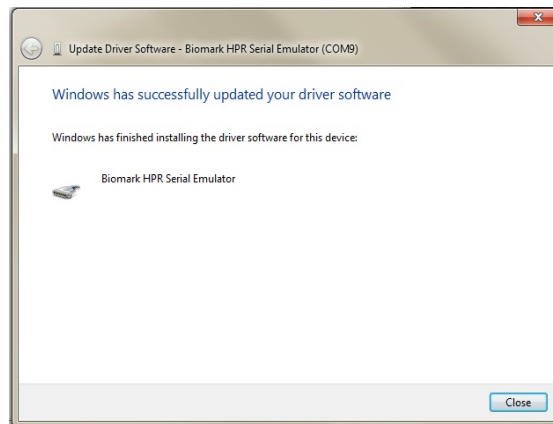 Update Driver Software - Biomark HPR Serial Emulator (COM9)
Windows has successfully updated your driver software
Windows has finished installing the driver software for this device:
Biomark HPR Serial Emulator
Close